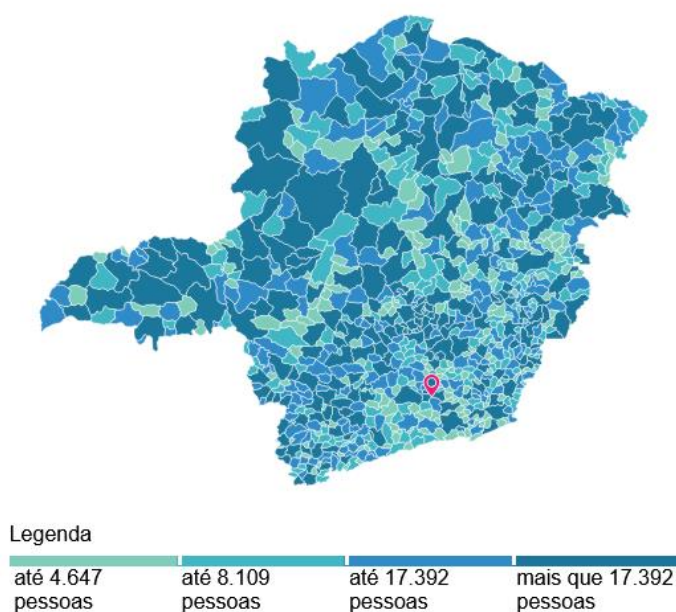 Legenda
até 4.647 pessoas
até 8.109 pessoas
até 17.392 pessoas
mais que 17.392 pessoas